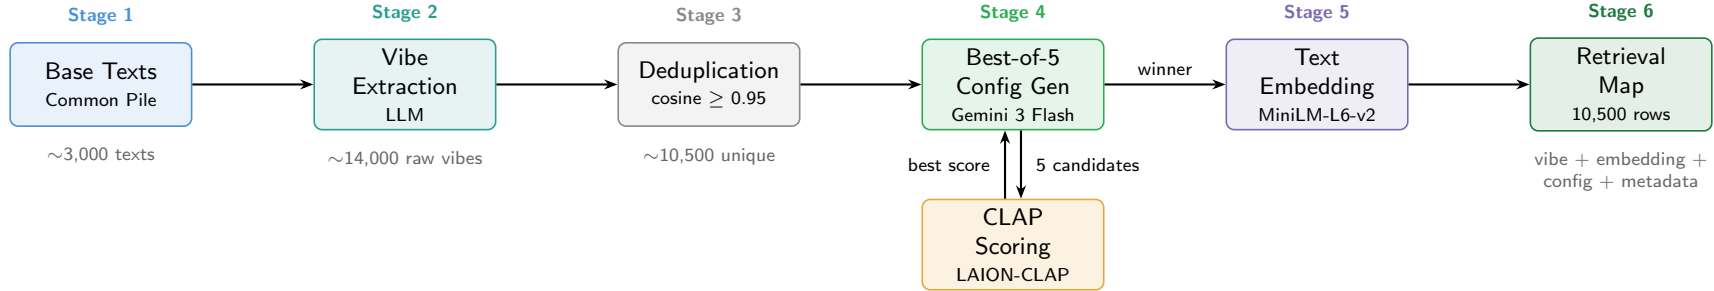 Stage 1
Base Texts
Common Pile
~3,000 texts
Stage 2
Vibe
Extraction
LLM
~14,000 raw vibes
Stage 3
Deduplication
cosine ≥ 0.95
~10,500 unique
Stage 4
Best-of-5
Config Gen
Gemini 3 Flash
best score
5 candidates
CLAP
Scoring
LAION-CLAP
winner
Stage 5
Text
Embedding
MiniLM-L6-v2
Stage 6
Retrieval
Map
10,500 rows
vibe + embedding +
config + metadata